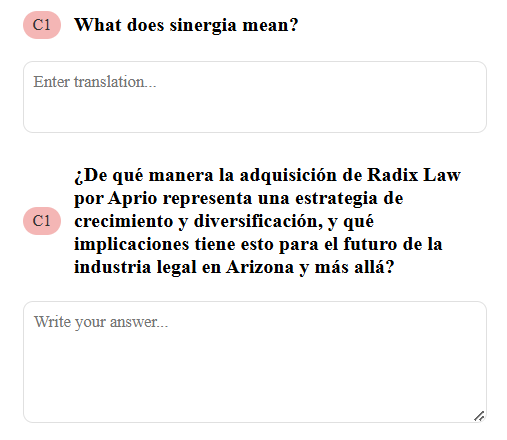 C1 What does sinergia mean?
Enter translation...
¿De qué manera la adquisición de Radix Law
por Aprio representa una estrategia de
C1 crecimiento y diversificación, y qué
implicaciones tiene esto para el futuro de la
industria legal en Arizona y más allá?
Write your answer...